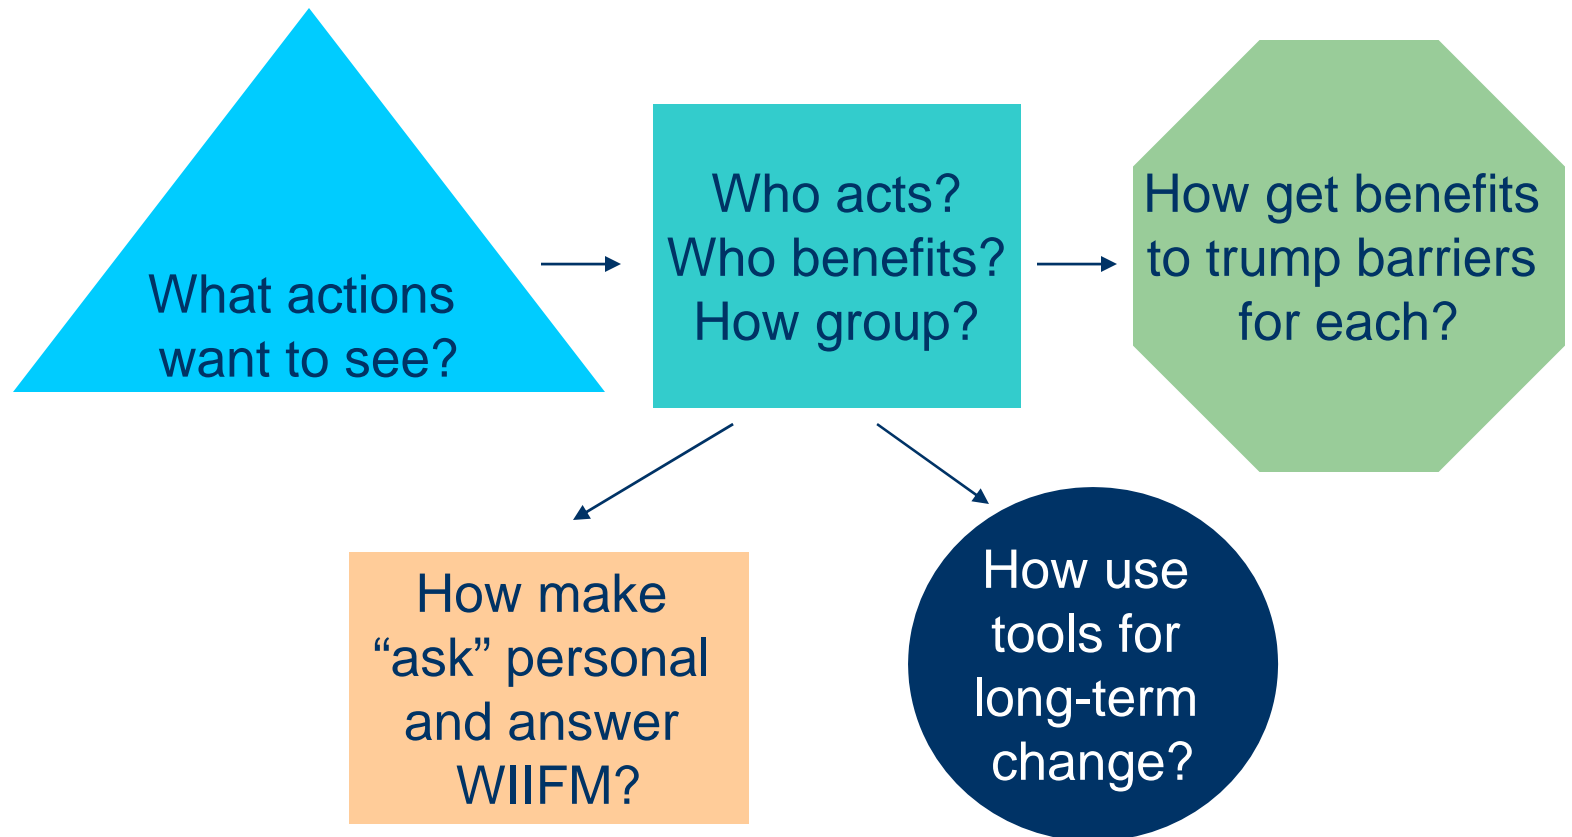 What actions
want to see?
Who acts?
Who benefits?
How group?
How get benefits
to trump barriers
for each?
How make
“ask” personal
and answer
WIIFM?
How use
tools for
long-term
change?